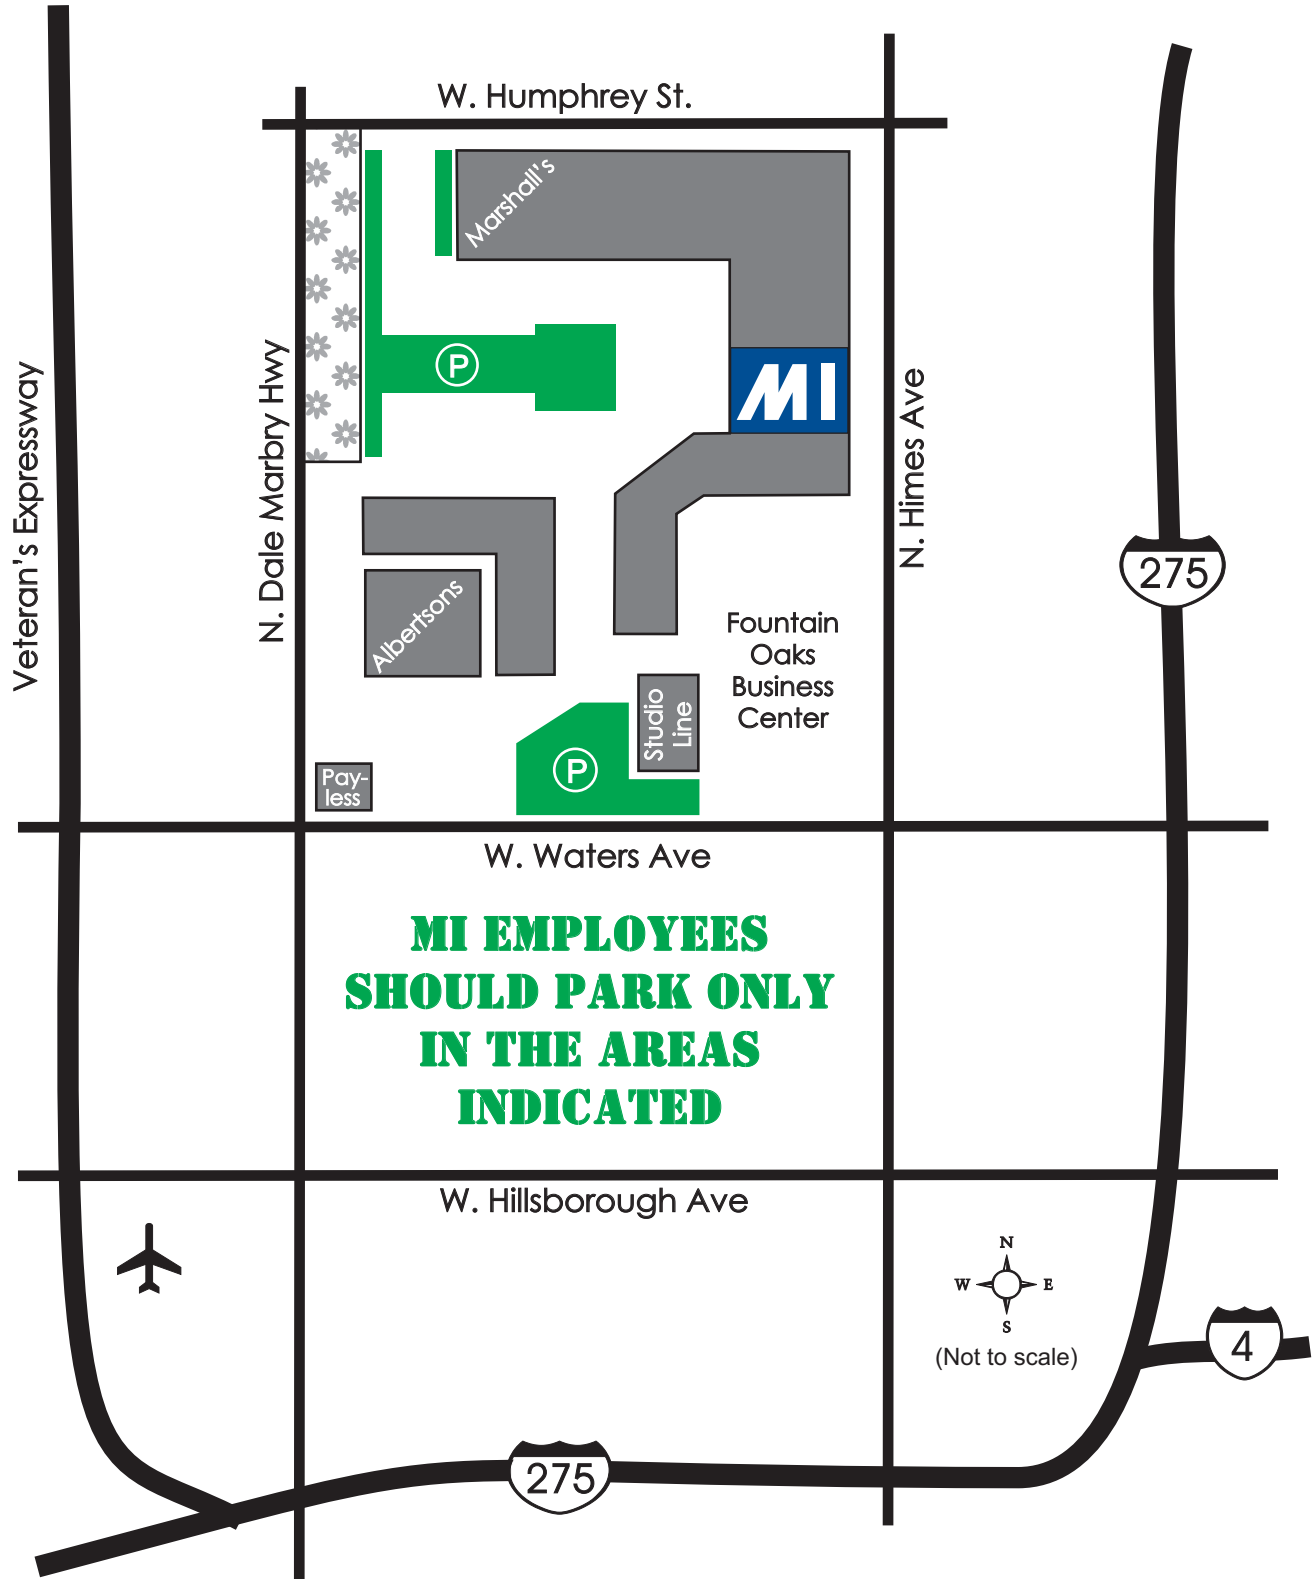 W. Humphrey St.
Marshall's
P
MI
N. Dale Marbry Hwy
Veteran's Expressway
N. Himes Ave
275
Albertsons
Fountain
Oaks
Business
Center
Studio
Line
P
Pay-
less
W. Waters Ave
MI EMPLOYEES
SHOULD PARK ONLY
IN THE AREAS
INDICATED
W. Hillsborough Ave
N
W E
S
(Not to scale)
4
275